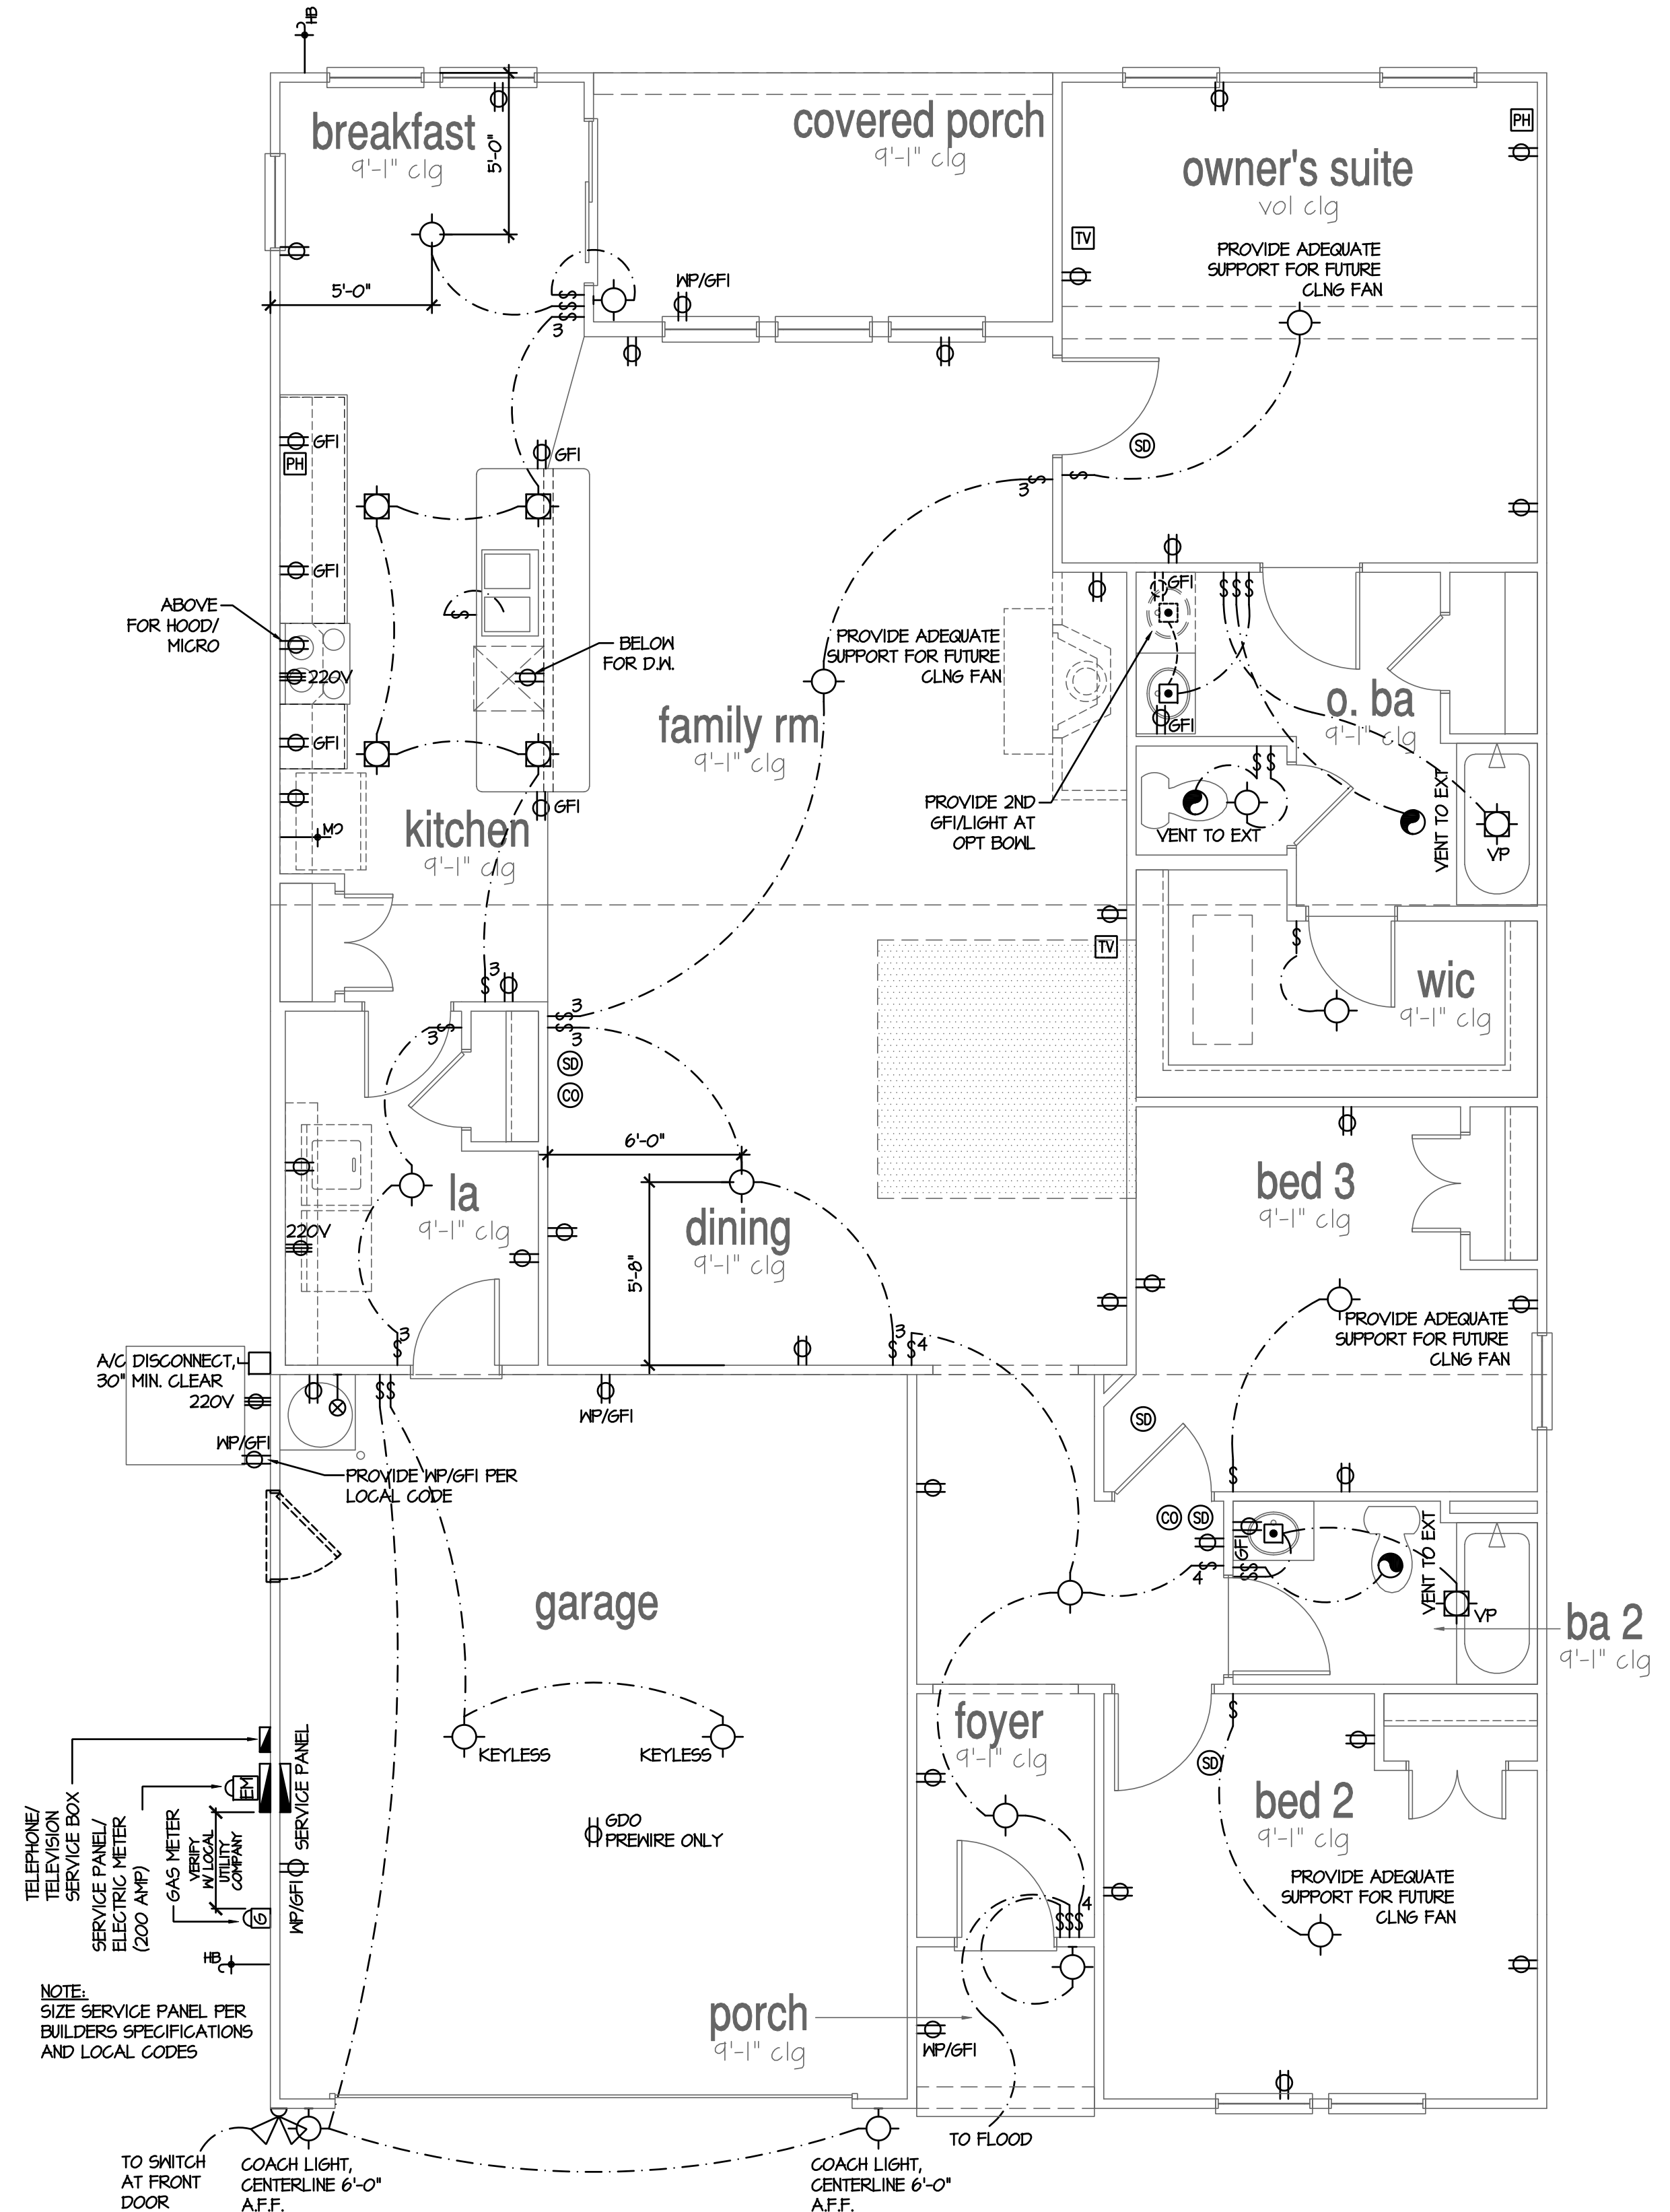 HB
breakfast
9'-1" clg
5'-0"
5'-0"
covered porch
9'-1" clg
WP/GFI
S
S
S
3
owner's suite
vol clg
PH
TV
PROVIDE ADEQUATE
SUPPORT FOR FUTURE
CLNG FAN
SD
3
S
S
GFI
PH
GFI
GFI
S
ABOVE
FOR HOOD/
MICRO
220V
BELOW
FOR D.W.
GFI
GFI
kitchen
9'-1" clg
3
S
family rm
9'-1" clg
PROVIDE ADEQUATE
SUPPORT FOR FUTURE
CLNG FAN
PROVIDE 2ND
GFI/LIGHT AT
OPT BOWL
GFI
S
S
S
GFI
o. ba
9'-1" clg
S
S
VENT TO EXT
VENT TO EXT
VP
TV
S
wic
9'-1" clg
3
S
S
3
SD
CO
3
S
la
9'-1" clg
220V
3
S
6'-0"
5'-8"
dining
9'-1" clg
3
S
S
4
bed 3
9'-1" clg
PROVIDE ADEQUATE
SUPPORT FOR FUTURE
CLNG FAN
SD
S
A/C DISCONNECT,
30" MIN. CLEAR
220V
WP/GFI
PROVIDE WP/GFI PER
LOCAL CODE
S
S
WP/GFI
garage
KEYLESS
KEYLESS
GDO
PREWIRE ONLY
CO
SD
4
S
GFI
S
S
VENT TO EXT
VP
ba 2
9'-1" clg
foyer
9'-1" clg
S
SD
bed 2
9'-1" clg
PROVIDE ADEQUATE
SUPPORT FOR FUTURE
CLNG FAN
4
S
S
S
TELEPHONE/
TELEVISION
SERVICE BOX
SERVICE PANEL/
ELECTRIC METER
(200 AMP)
GAS METER
VERIFY
W/ LOCAL
UTILITY
COMPANY
EM
G
SERVICE PANEL
WP/GFI
HB
NOTE:
SIZE SERVICE PANEL PER
BUILDERS SPECIFICATIONS
AND LOCAL CODES
porch
9'-1" clg
WP/GFI
TO FLOOD
TO SWITCH
AT FRONT
DOOR
COACH LIGHT,
CENTERLINE 6'-0"
A.F.F.
COACH LIGHT,
CENTERLINE 6'-0"
A.F.F.